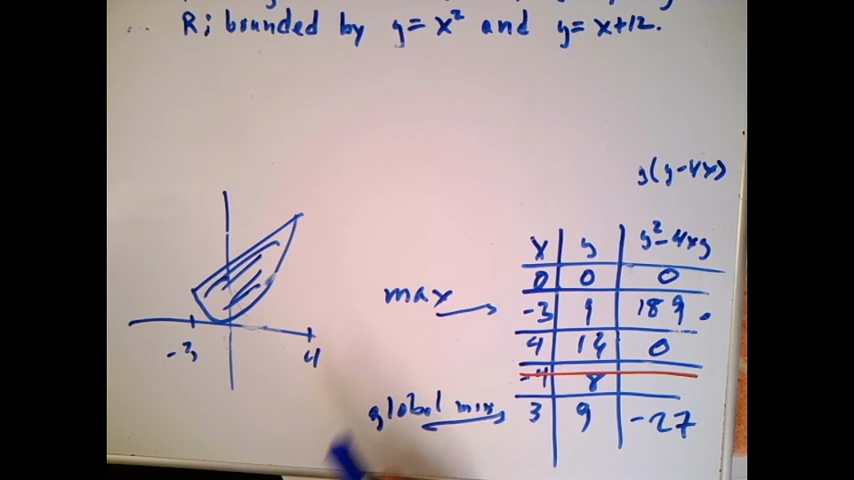 R; bounded by y = x² and y = x+12.
y(y-4x)
x y y²-4xy
0 0 0
max -3 9 189.
4 16 0
-4 8
global min 3 9 -27
-3 4